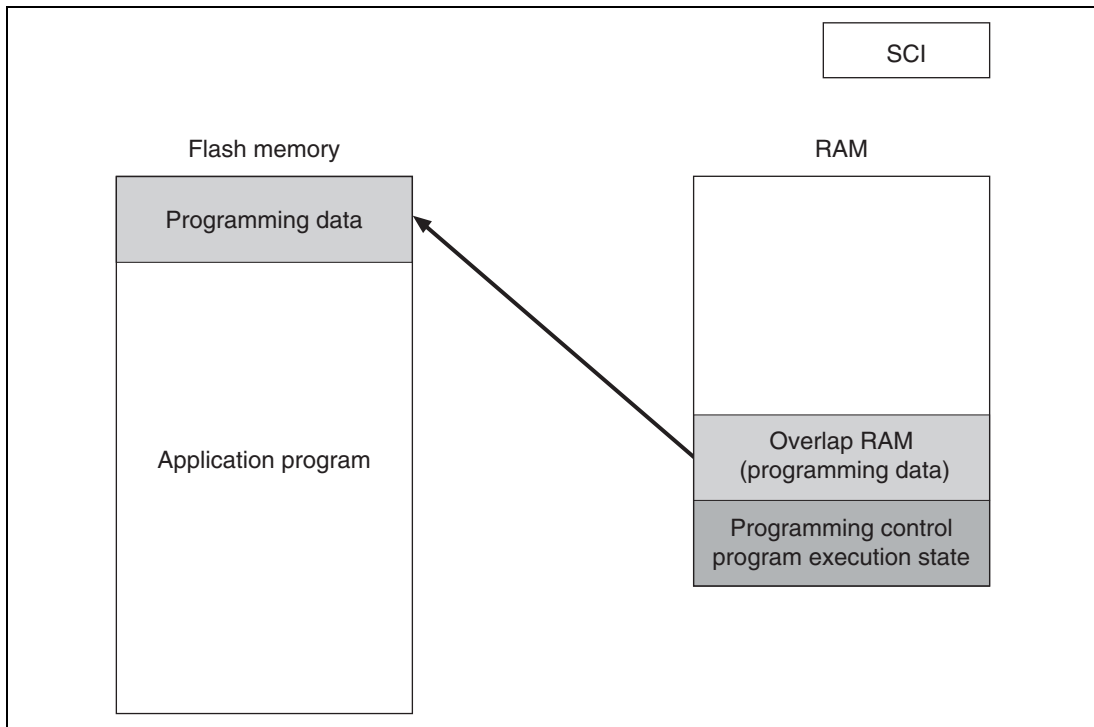 SCI
Flash memory
RAM
Programming data
Application program
Overlap RAM
(programming data)
Programming control
program execution state